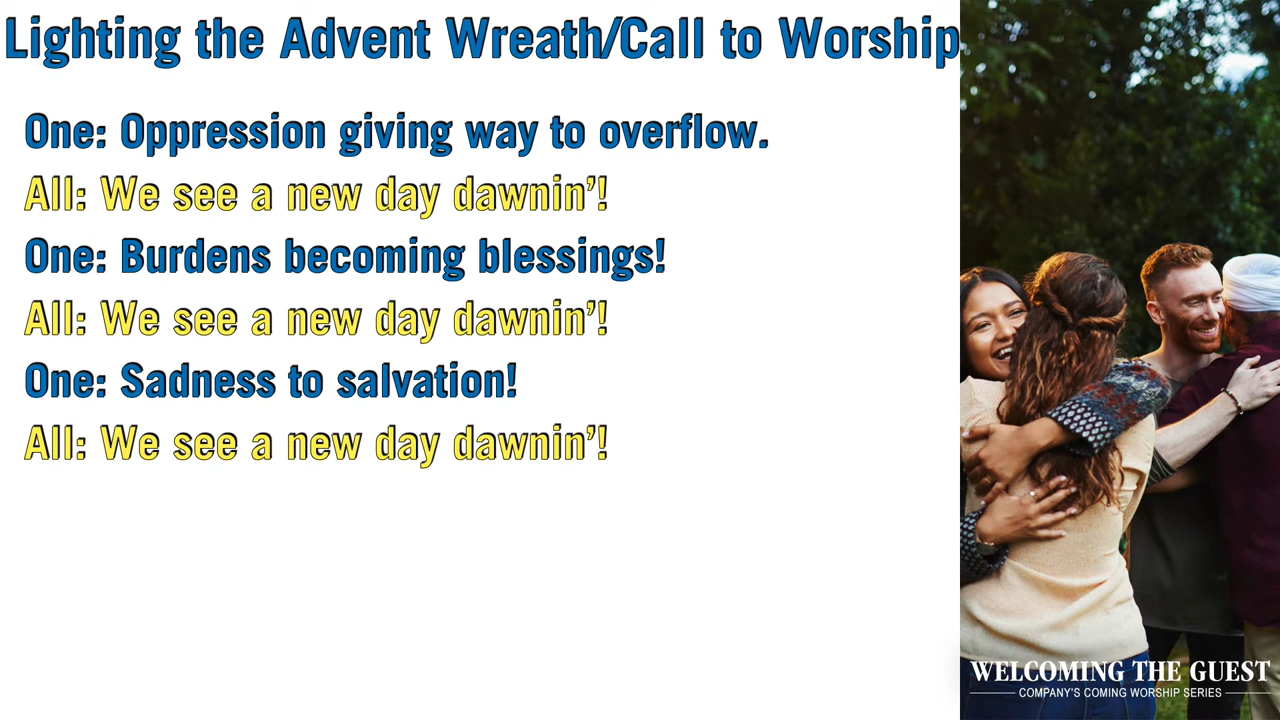 Lighting the Advent Wreath/Call to Worship
One: Oppression giving way to overflow.
All: We see a new day dawnin’!
One: Burdens becoming blessings!
All: We see a new day dawnin’!
One: Sadness to salvation!
All: We see a new day dawnin’!
WELCOMING THE GUEST
COMPANY'S COMING WORSHIP SERIES